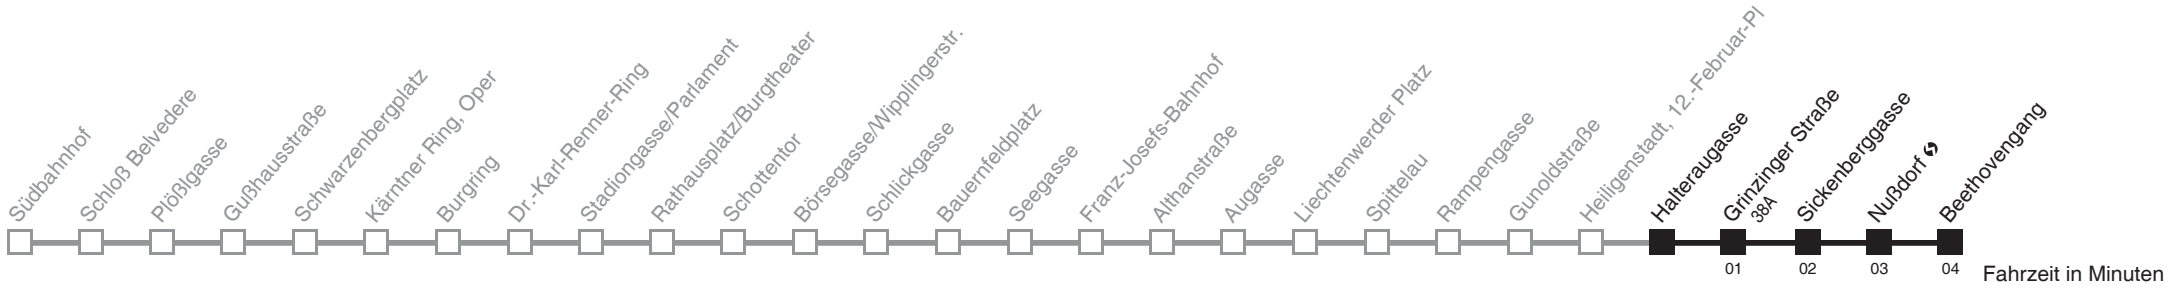 Südbahnhof
Schloß Belvedere
Plößlgasse
Gußhausstraße
Schwarzenbergplatz
Kärntner Ring, Oper
Burgring
Dr.-Karl-Renner-Ring
Stadiongasse/Parlament
Rathausplatz/Burgtheater
Schottentor
Börsegasse/Wipplingerstr.
Schlickgasse
Bauernfeldplatz
Seegasse
Franz-Josefs-Bahnhof
Althanstraße
Augasse
Liechtenwerder Platz
Spittelau
Rampengasse
Gunoldstraße
Heiligenstadt, 12.-Februar-Pl
Halteraugasse
Grinzinger Straße
38A
Sickenberggasse
Nußdorf
Beethovengang
01 02 03 04
Fahrzeit in Minuten